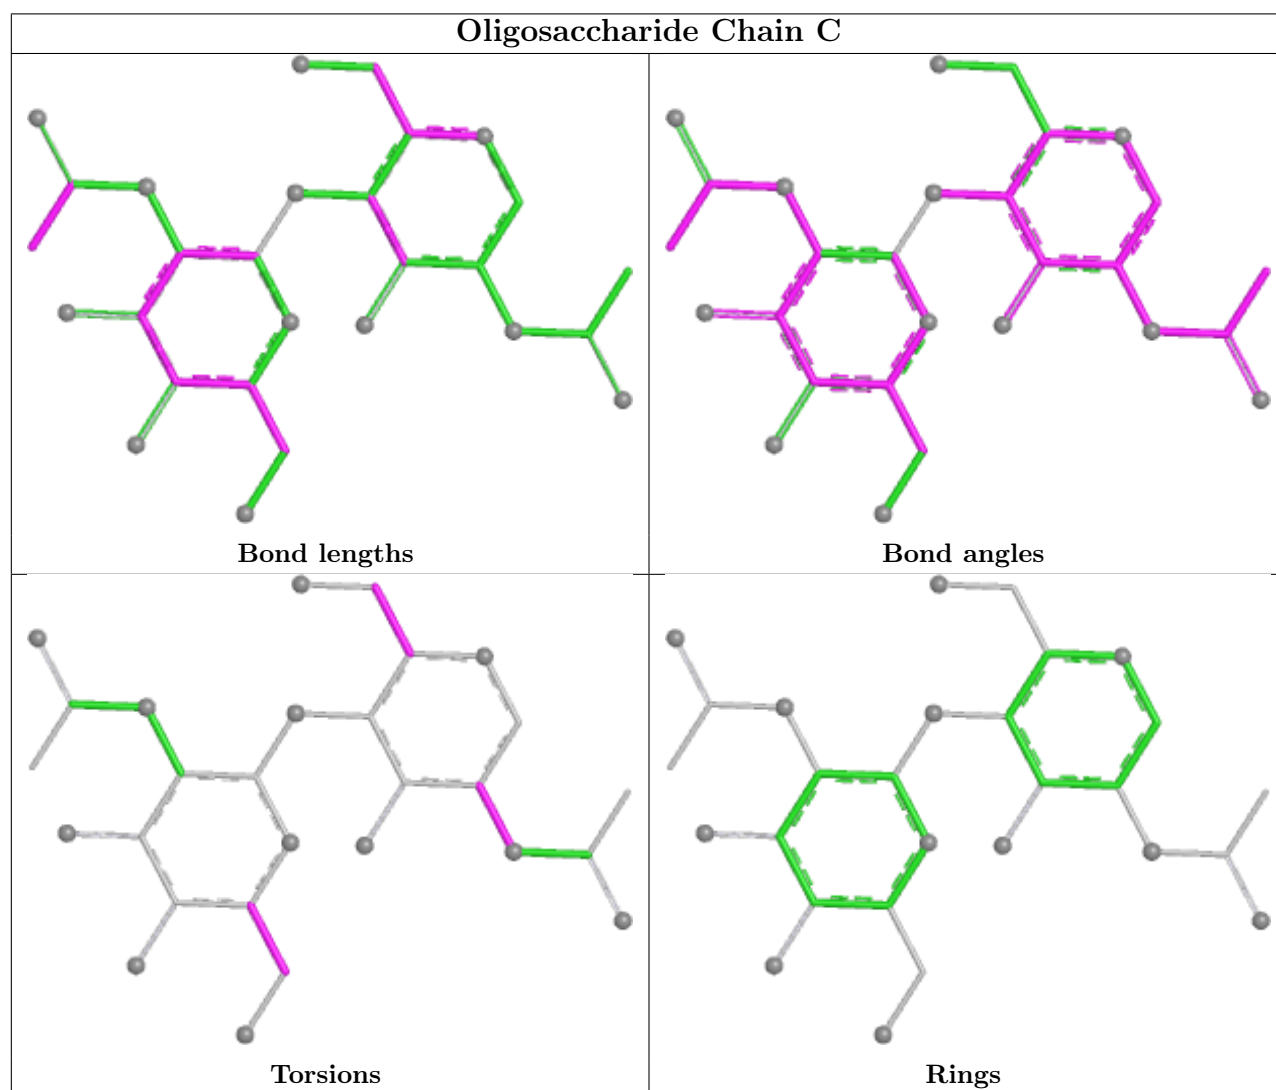 Oligosaccharide Chain C
Bond lengths
Bond angles
Torsions
Rings